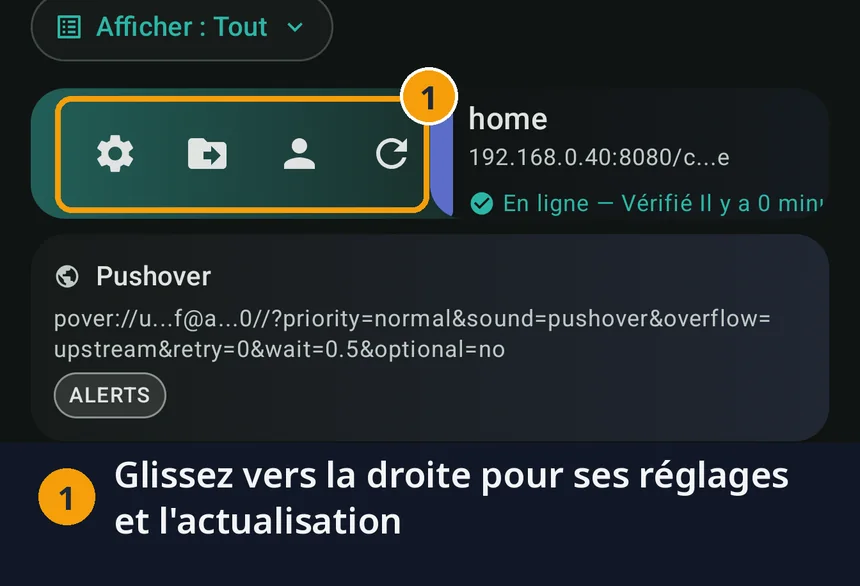 Afficher : Tout
1
home
192.168.0.40:8080/c...e
En ligne — Vérifié Il y a 0 minu
Pushover
pover://u...f@a...0//?priority=normal&sound=pushover&overflow=
upstream&retry=0&wait=0.5&optional=no
ALERTS
1
Glissez vers la droite pour ses réglages
et l'actualisation